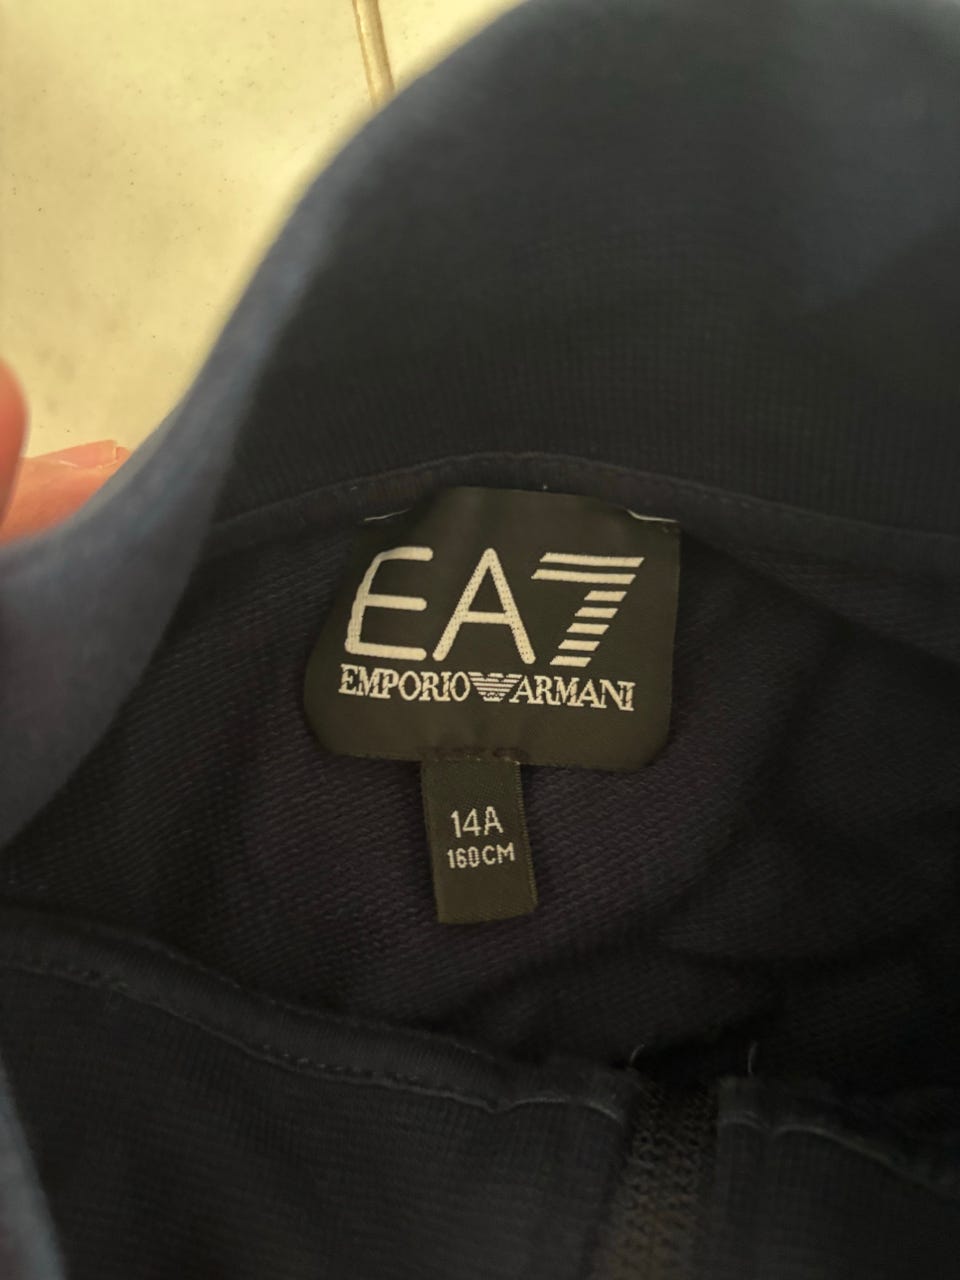 EA7
EMPORIO ARMANI
14A
160CM